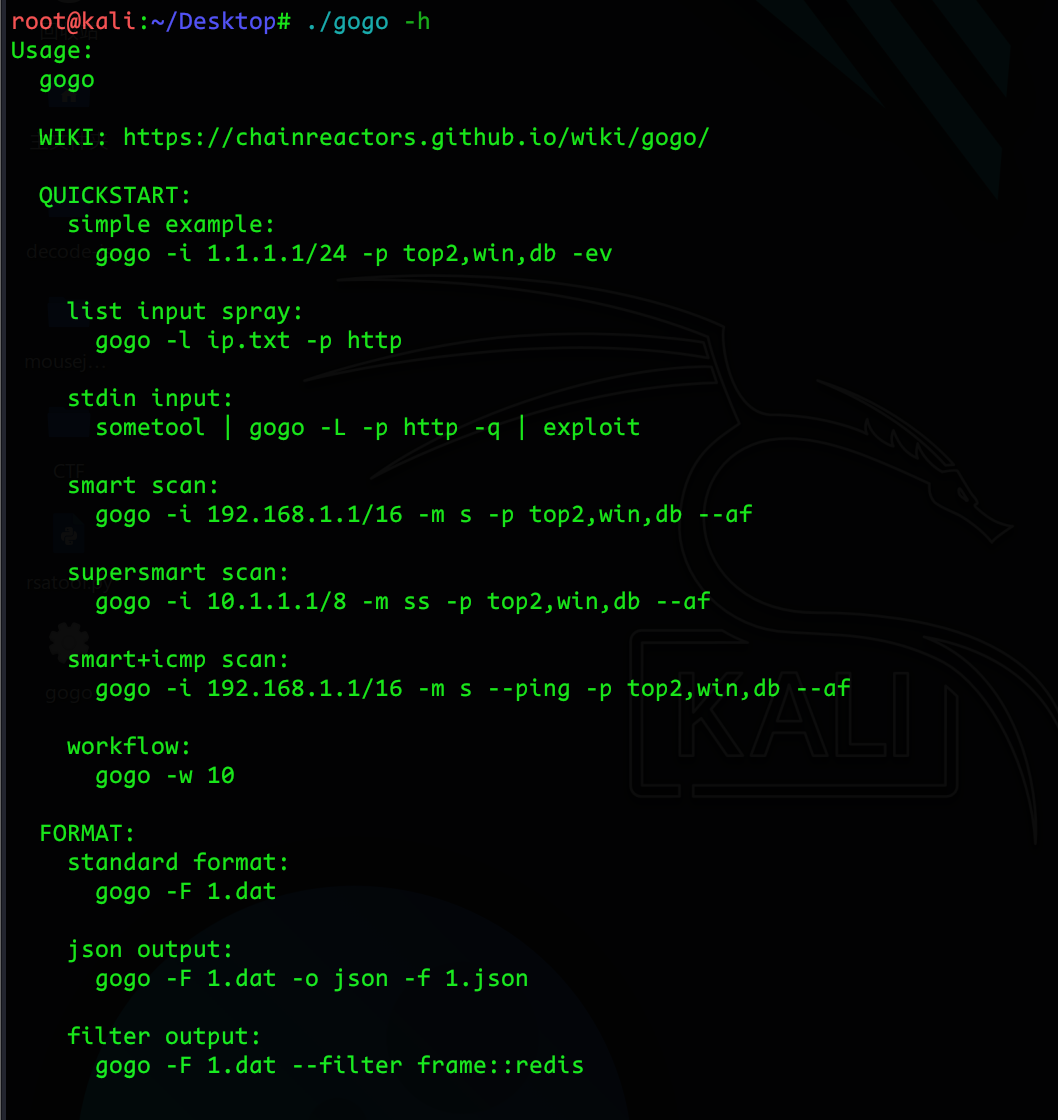 root@kali:~/Desktop# ./gogo -h
Usage:
  gogo

  WIKI: https://chainreactors.github.io/wiki/gogo/

  QUICKSTART:
    simple example:
      gogo -i 1.1.1.1/24 -p top2,win,db -ev

    list input spray:
      gogo -l ip.txt -p http

    stdin input:
      sometool | gogo -L -p http -q | exploit

    smart scan:
      gogo -i 192.168.1.1/16 -m s -p top2,win,db --af

    supersmart scan:
      gogo -i 10.1.1.1/8 -m ss -p top2,win,db --af

    smart+icmp scan:
      gogo -i 192.168.1.1/16 -m s --ping -p top2,win,db --af

    workflow:
      gogo -w 10

  FORMAT:
    standard format:
      gogo -F 1.dat

    json output:
      gogo -F 1.dat -o json -f 1.json

    filter output:
      gogo -F 1.dat --filter frame::redis
decode
mousej...
CTF
gogo
KALI